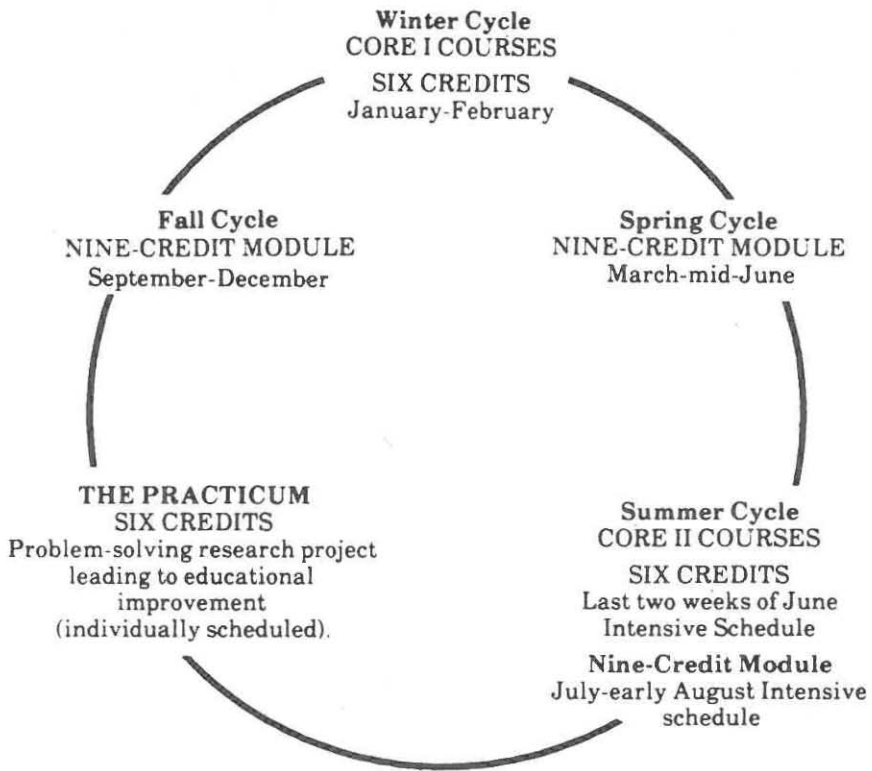 Winter Cycle
CORE I COURSES
SIX CREDITS
January-February
Spring Cycle
NINE-CREDIT MODULE
March-mid-June
Summer Cycle
CORE II COURSES
SIX CREDITS
Last two weeks of June
Intensive Schedule
Nine-Credit Module
July-early August Intensive
schedule
THE PRACTICUM
SIX CREDITS
Problem-solving research project
leading to educational
improvement
(individually scheduled).
Fall Cycle
NINE-CREDIT MODULE
September-December